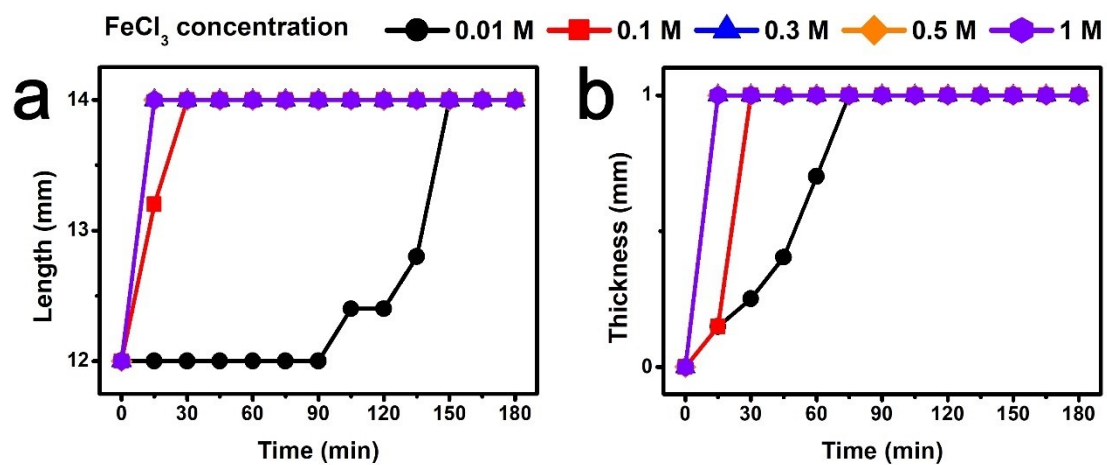 FeCl3 concentration 0.01 M 0.1 M 0.3 M 0.5 M 1 M
a
14
13
12
Length (mm)
0 30 60 90 120 150 180
Time (min)
b
1
0
Thickness (mm)
0 30 60 90 120 150 180
Time (min)